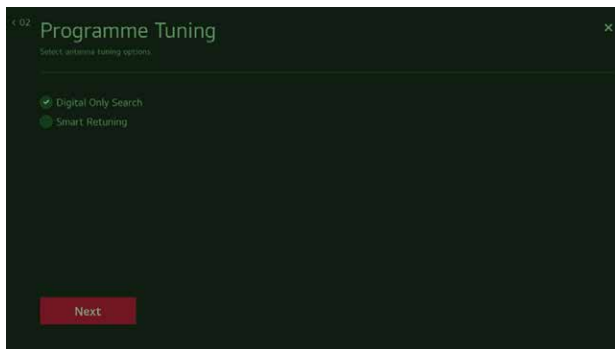 < 02
Programme Tuning
×
Select antenna tuning options.
Digital Only Search
Smart Retuning
Next